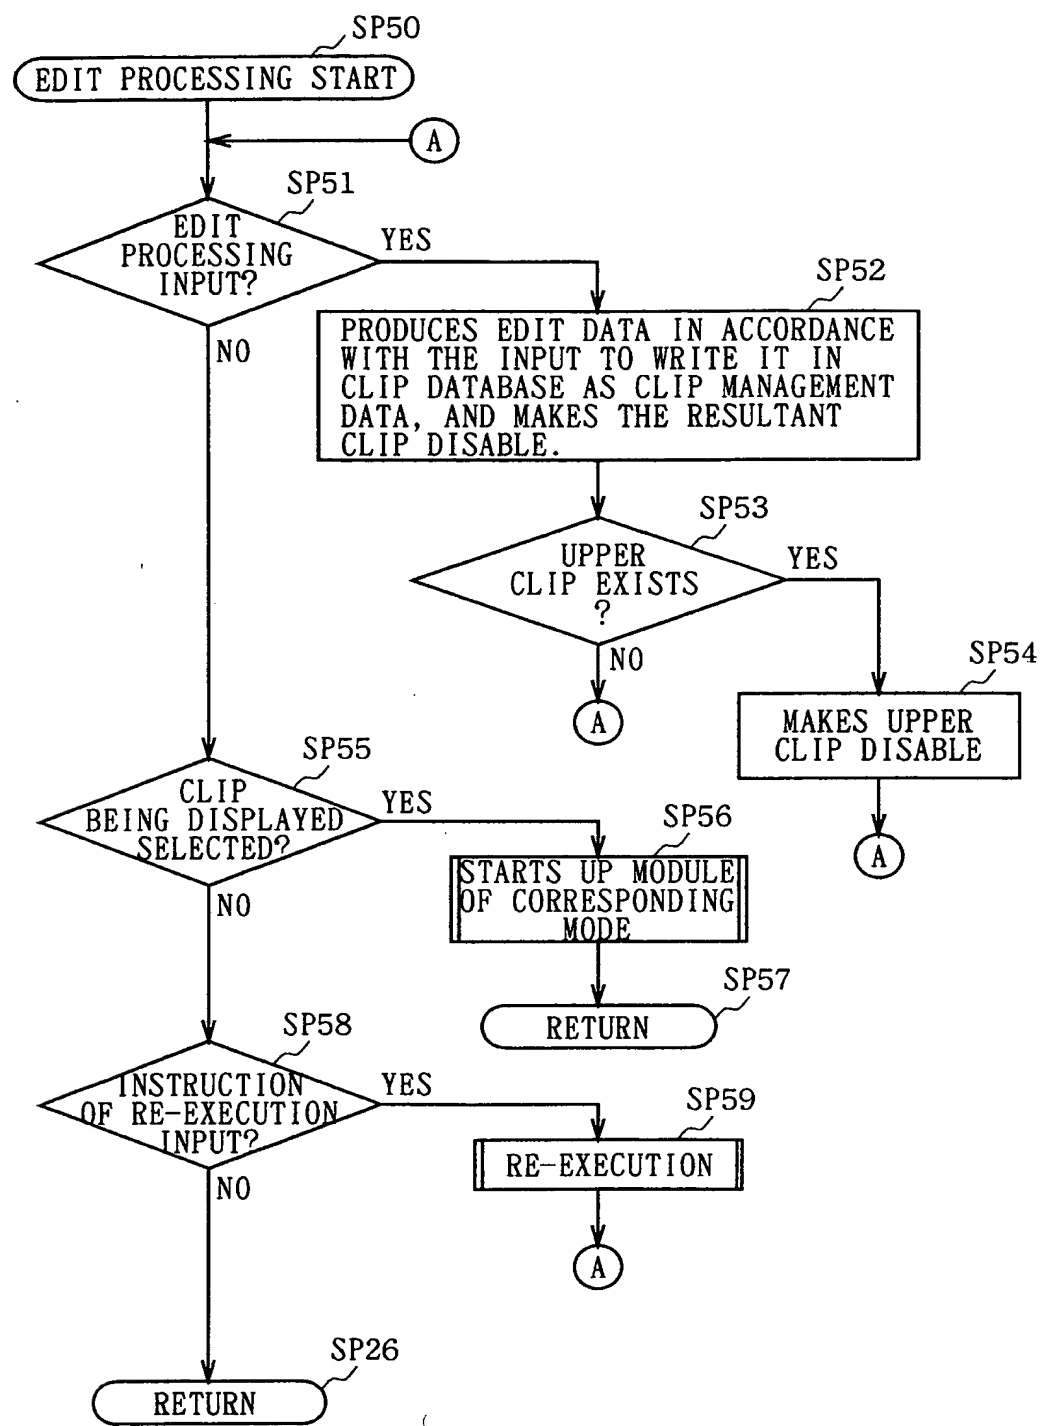 SP50
EDIT PROCESSING START
A
SP51
EDIT
PROCESSING
INPUT?
YES
NO
SP52
PRODUCES EDIT DATA IN ACCORDANCE
WITH THE INPUT TO WRITE IT IN
CLIP DATABASE AS CLIP MANAGEMENT
DATA, AND MAKES THE RESULTANT
CLIP DISABLE.
SP53
UPPER
CLIP EXISTS
?
YES
NO
A
SP54
MAKES UPPER
CLIP DISABLE
A
SP55
CLIP
BEING DISPLAYED
SELECTED?
YES
NO
SP56
STARTS UP MODULE
OF CORRESPONDING
MODE
SP57
RETURN
SP58
INSTRUCTION
OF RE-EXECUTION
INPUT?
YES
NO
SP59
RE-EXECUTION
A
SP26
RETURN